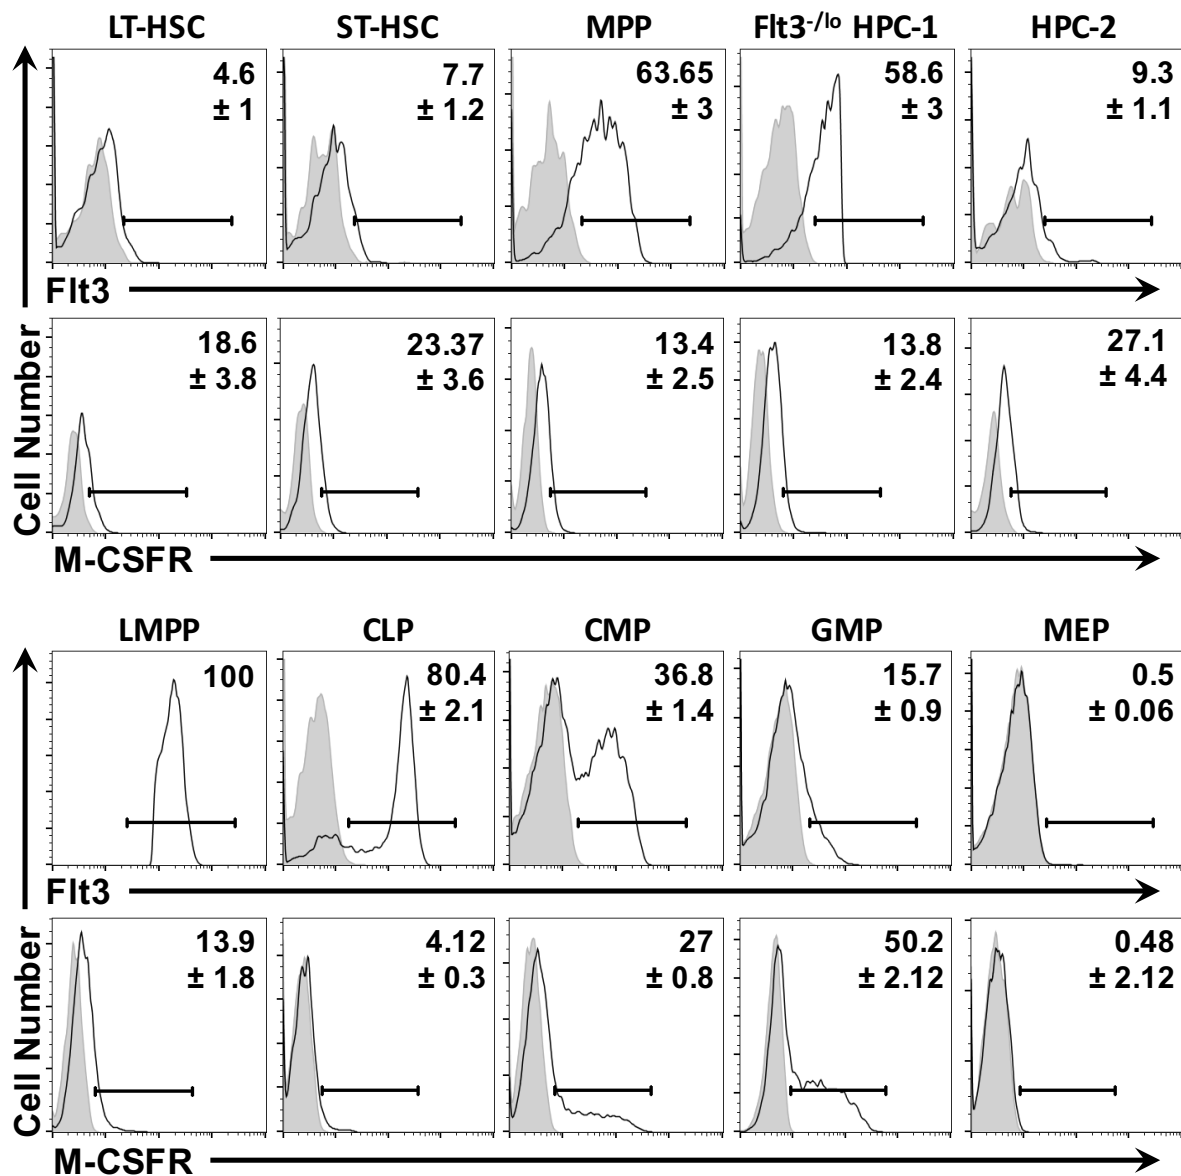 LT-HSC ST-HSC MPP Flt3-/lo HPC-1 HPC-2
4.6 7.7 63.65 58.6 9.3
± 1 ± 1.2 ± 3 ± 3 ± 1.1
Flt3
18.6 23.37 13.4 13.8 27.1
± 3.8 ± 3.6 ± 2.5 ± 2.4 ± 4.4
Cell Number
M-CSFR
LMPP CLP CMP GMP MEP
100 80.4 36.8 15.7 0.5
± 2.1 ± 1.4 ± 0.9 ± 0.06
Flt3
13.9 4.12 27 50.2 0.48
± 1.8 ± 0.3 ± 0.8 ± 2.12 ± 2.12
Cell Number
M-CSFR